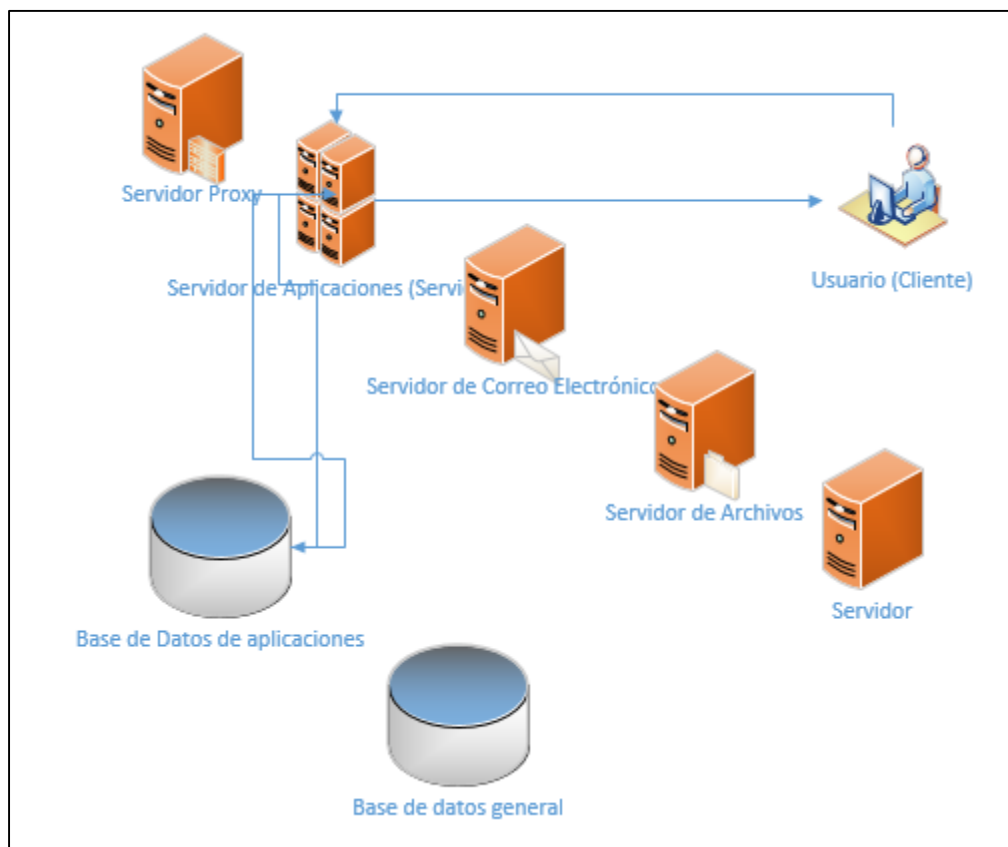 Servidor Proxy
Servidor de Aplicaciones (Servi
Usuario (Cliente)
Servidor de Correo Electrónico
Servidor de Archivos
Servidor
Base de Datos de aplicaciones
Base de datos general